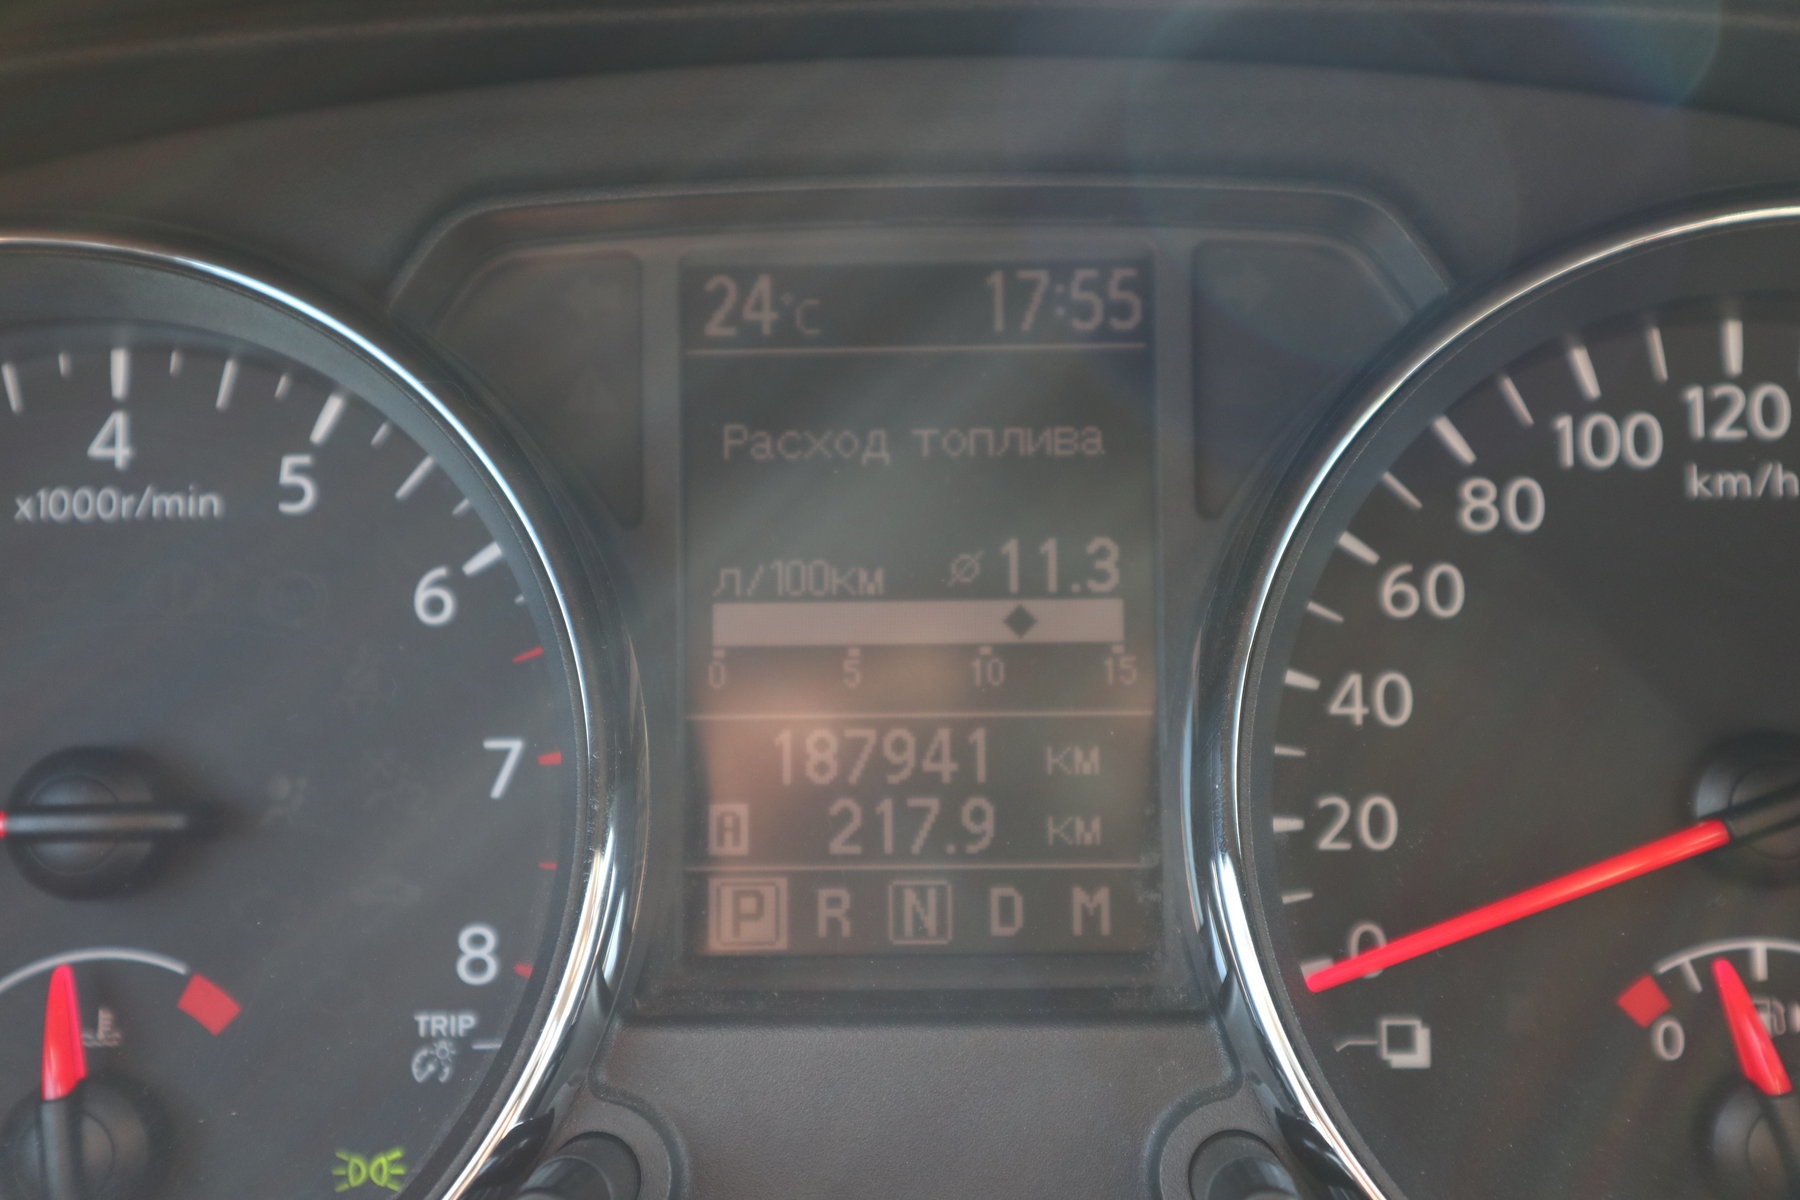 24°C 17:55
Расход топлива
л/100км ⌀ 11.3
0 5 10 15
187941 км
A 217.9 км
P R N D M
4
5
x1000r/min
6
7
8
TRIP
120
100
km/h
80
60
40
20
0
0